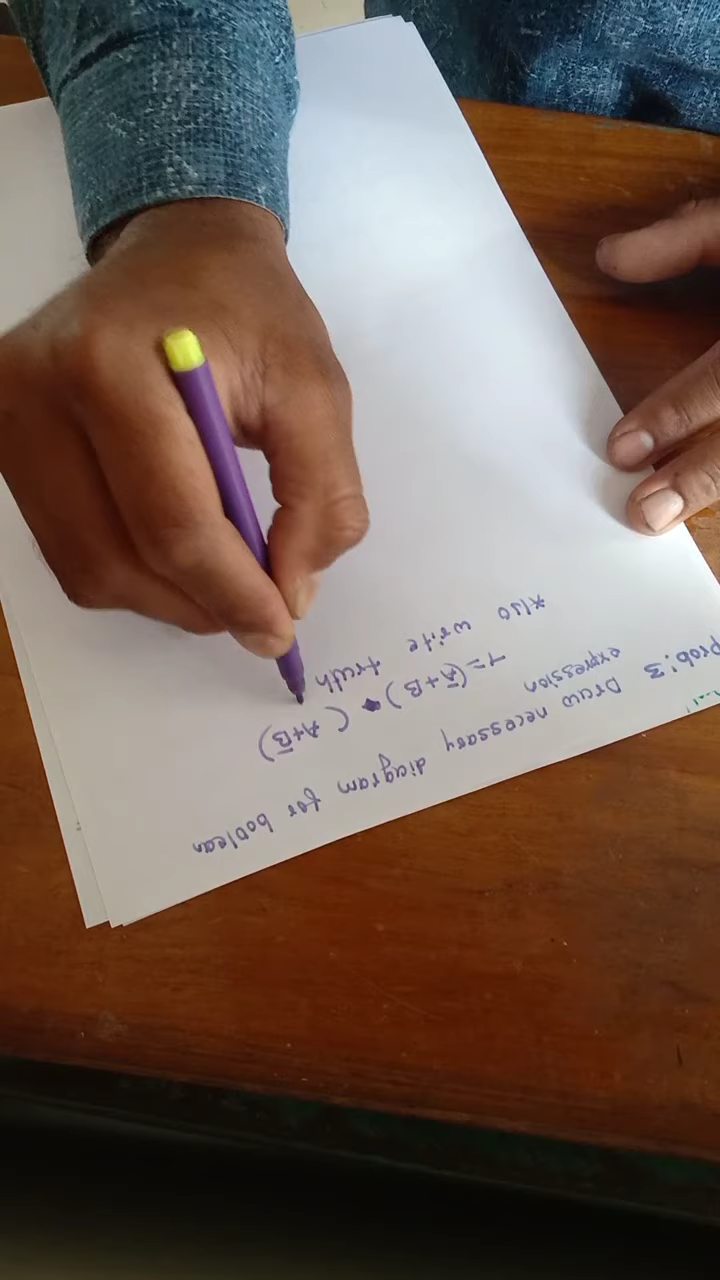 prob:3 Draw necessary diagram for boolean
expression
Y=(A̅+B)•(A+B̅)
*Also write truth